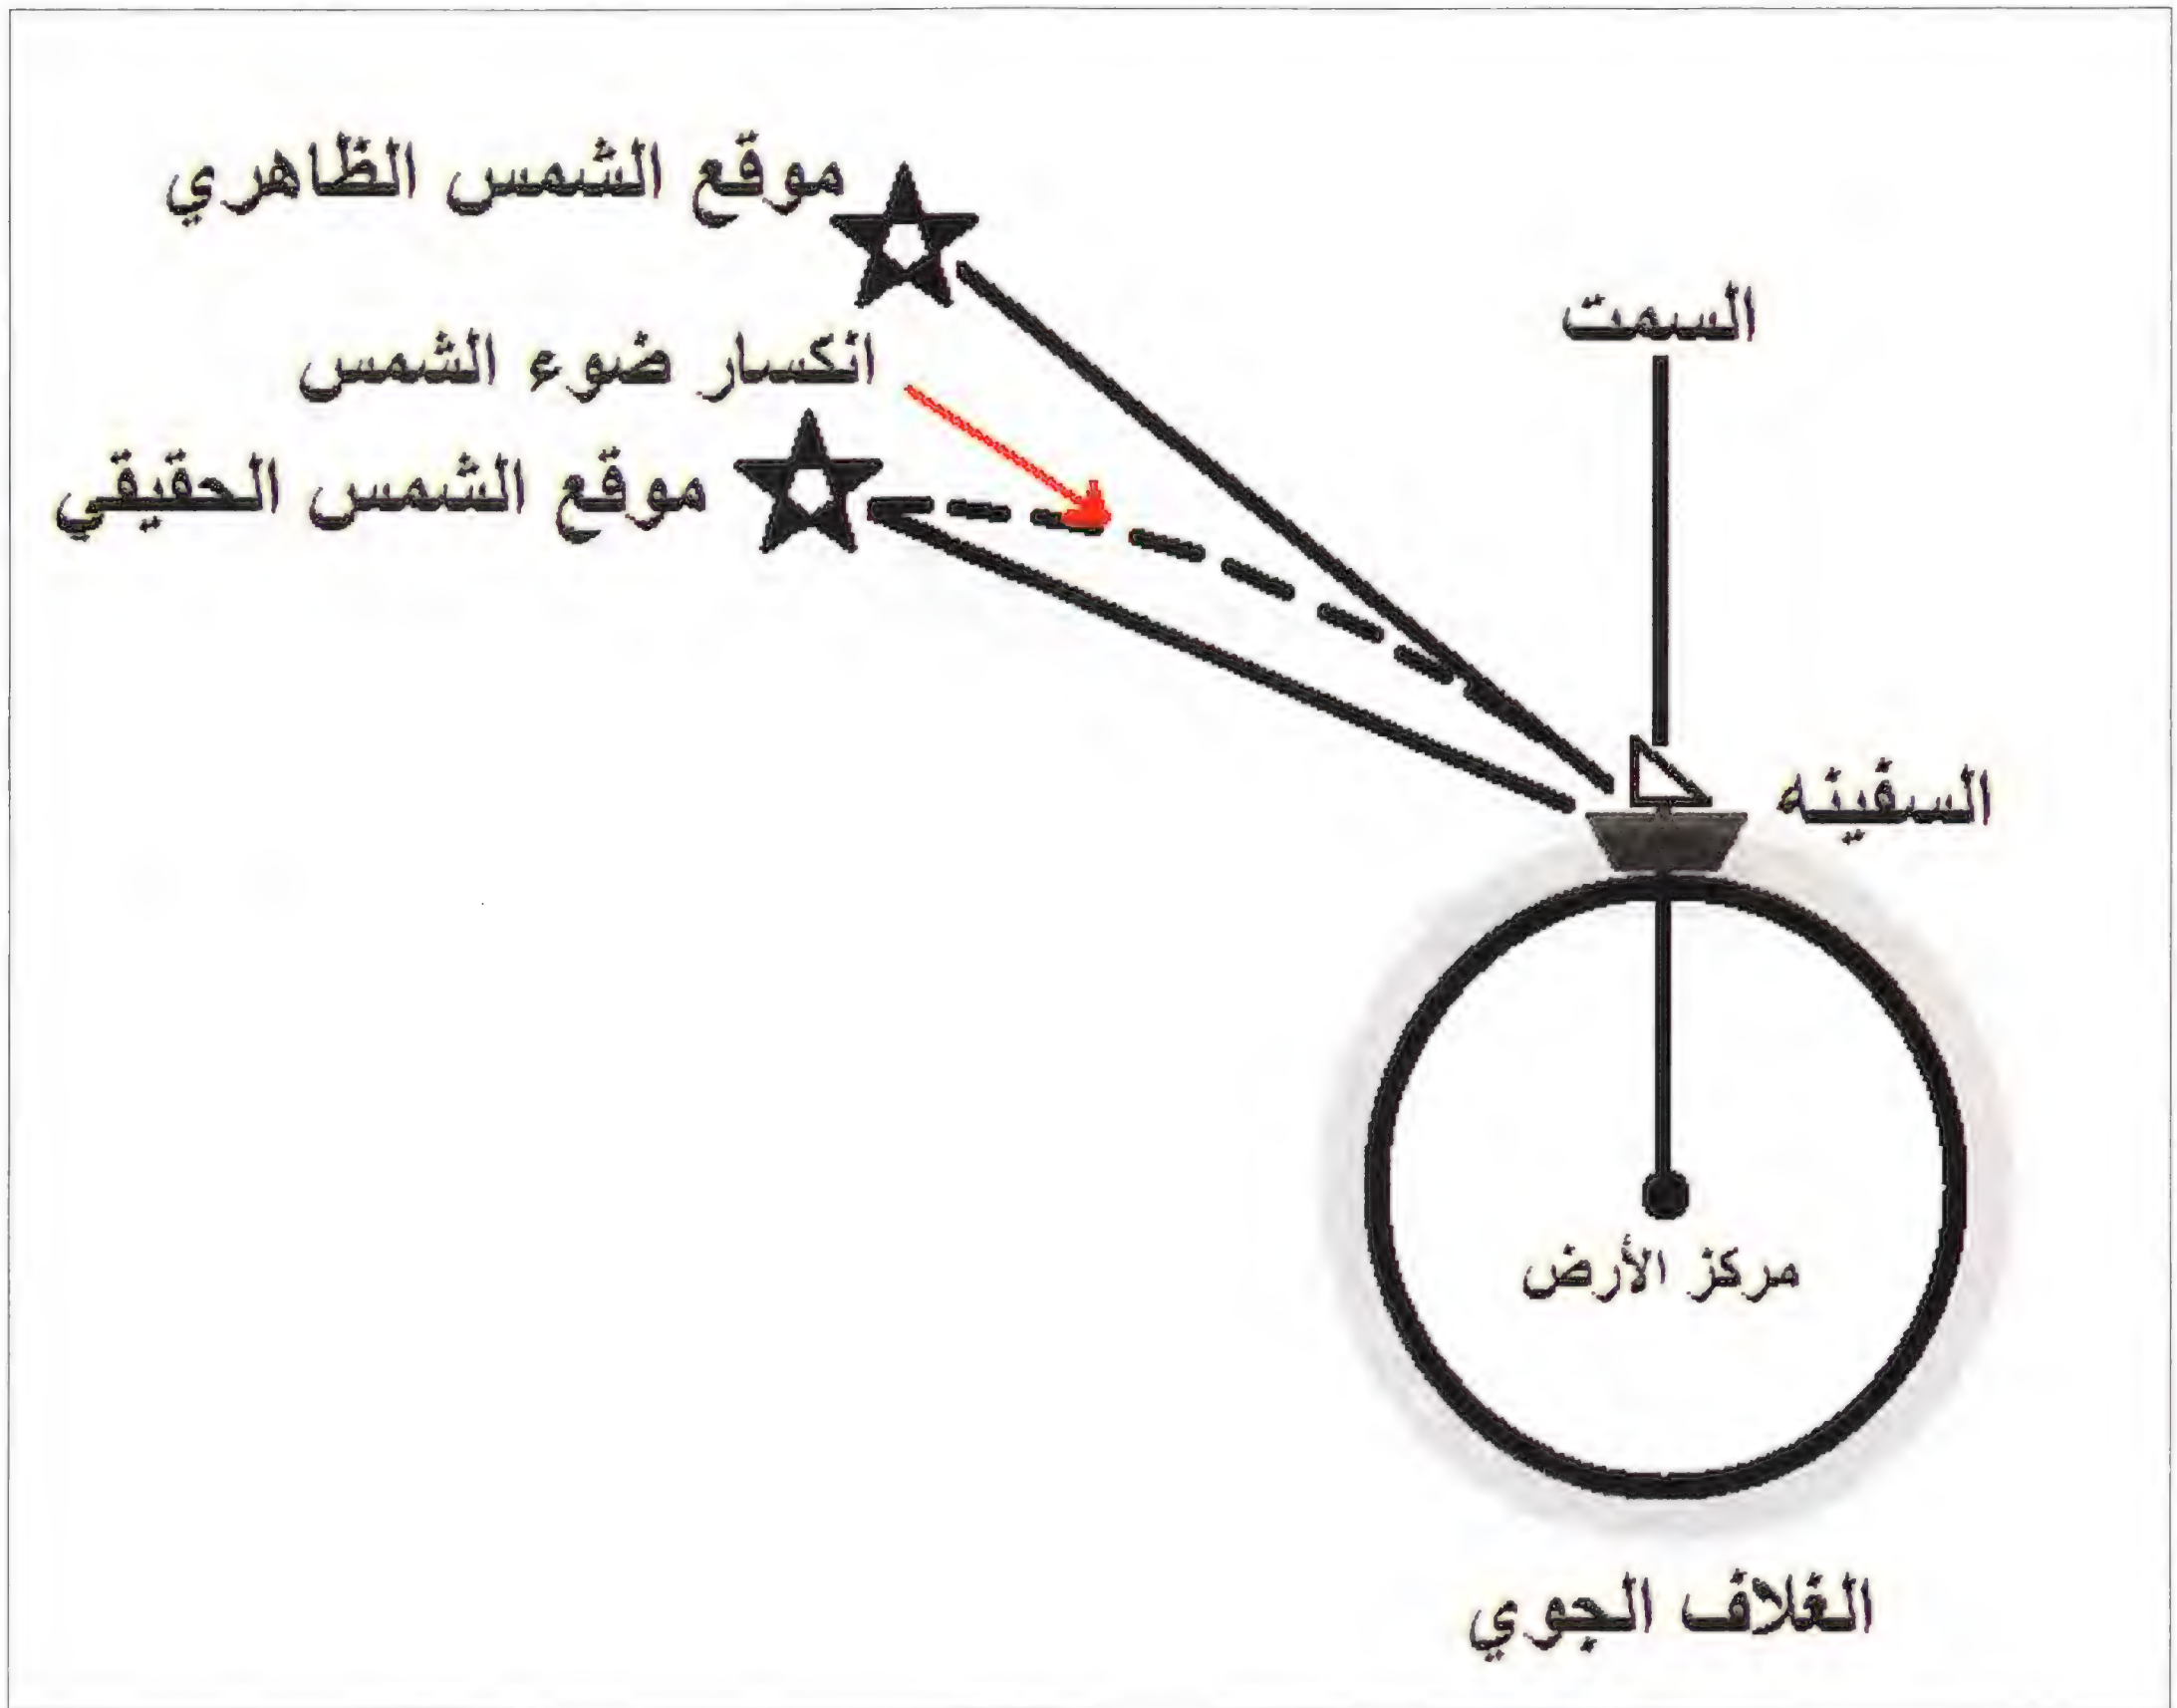 موقع الشمس الظاهري
السمت
انكسار ضوء الشمس
موقع الشمس الحقيقي
السفينه
مركز الأرض
الغلاف الجوي